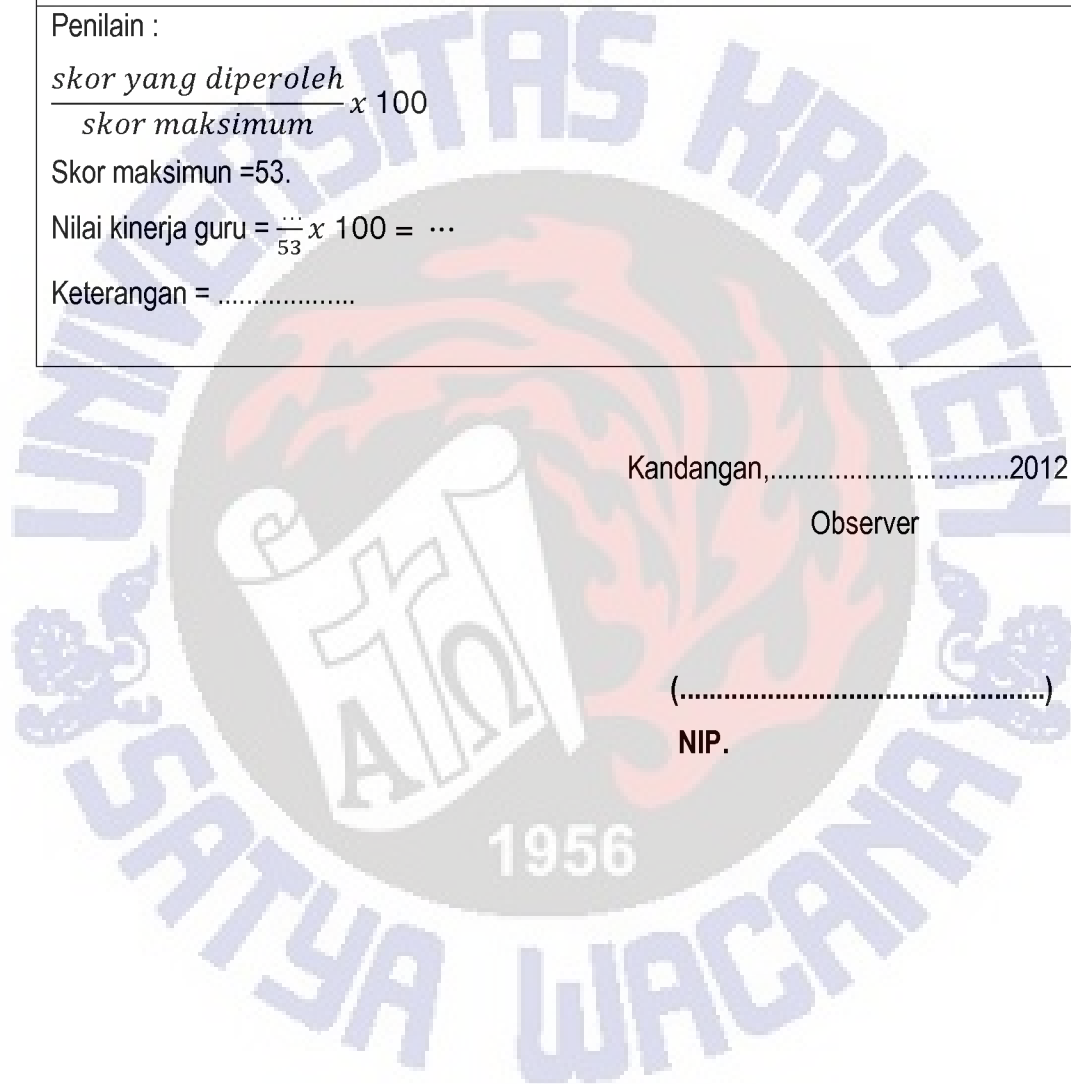 Penilain :
skor yang diperoleh
skor maksimum
x 100
Skor maksimun =53.
Nilai kinerja guru = ...
53
x 100 = ...
Keterangan = ...................
Kandangan,.................................2012
Observer
(..................................................)
NIP.
UNIVERSITAS KRISTEN
SATYA WACANA
A Ω
1956